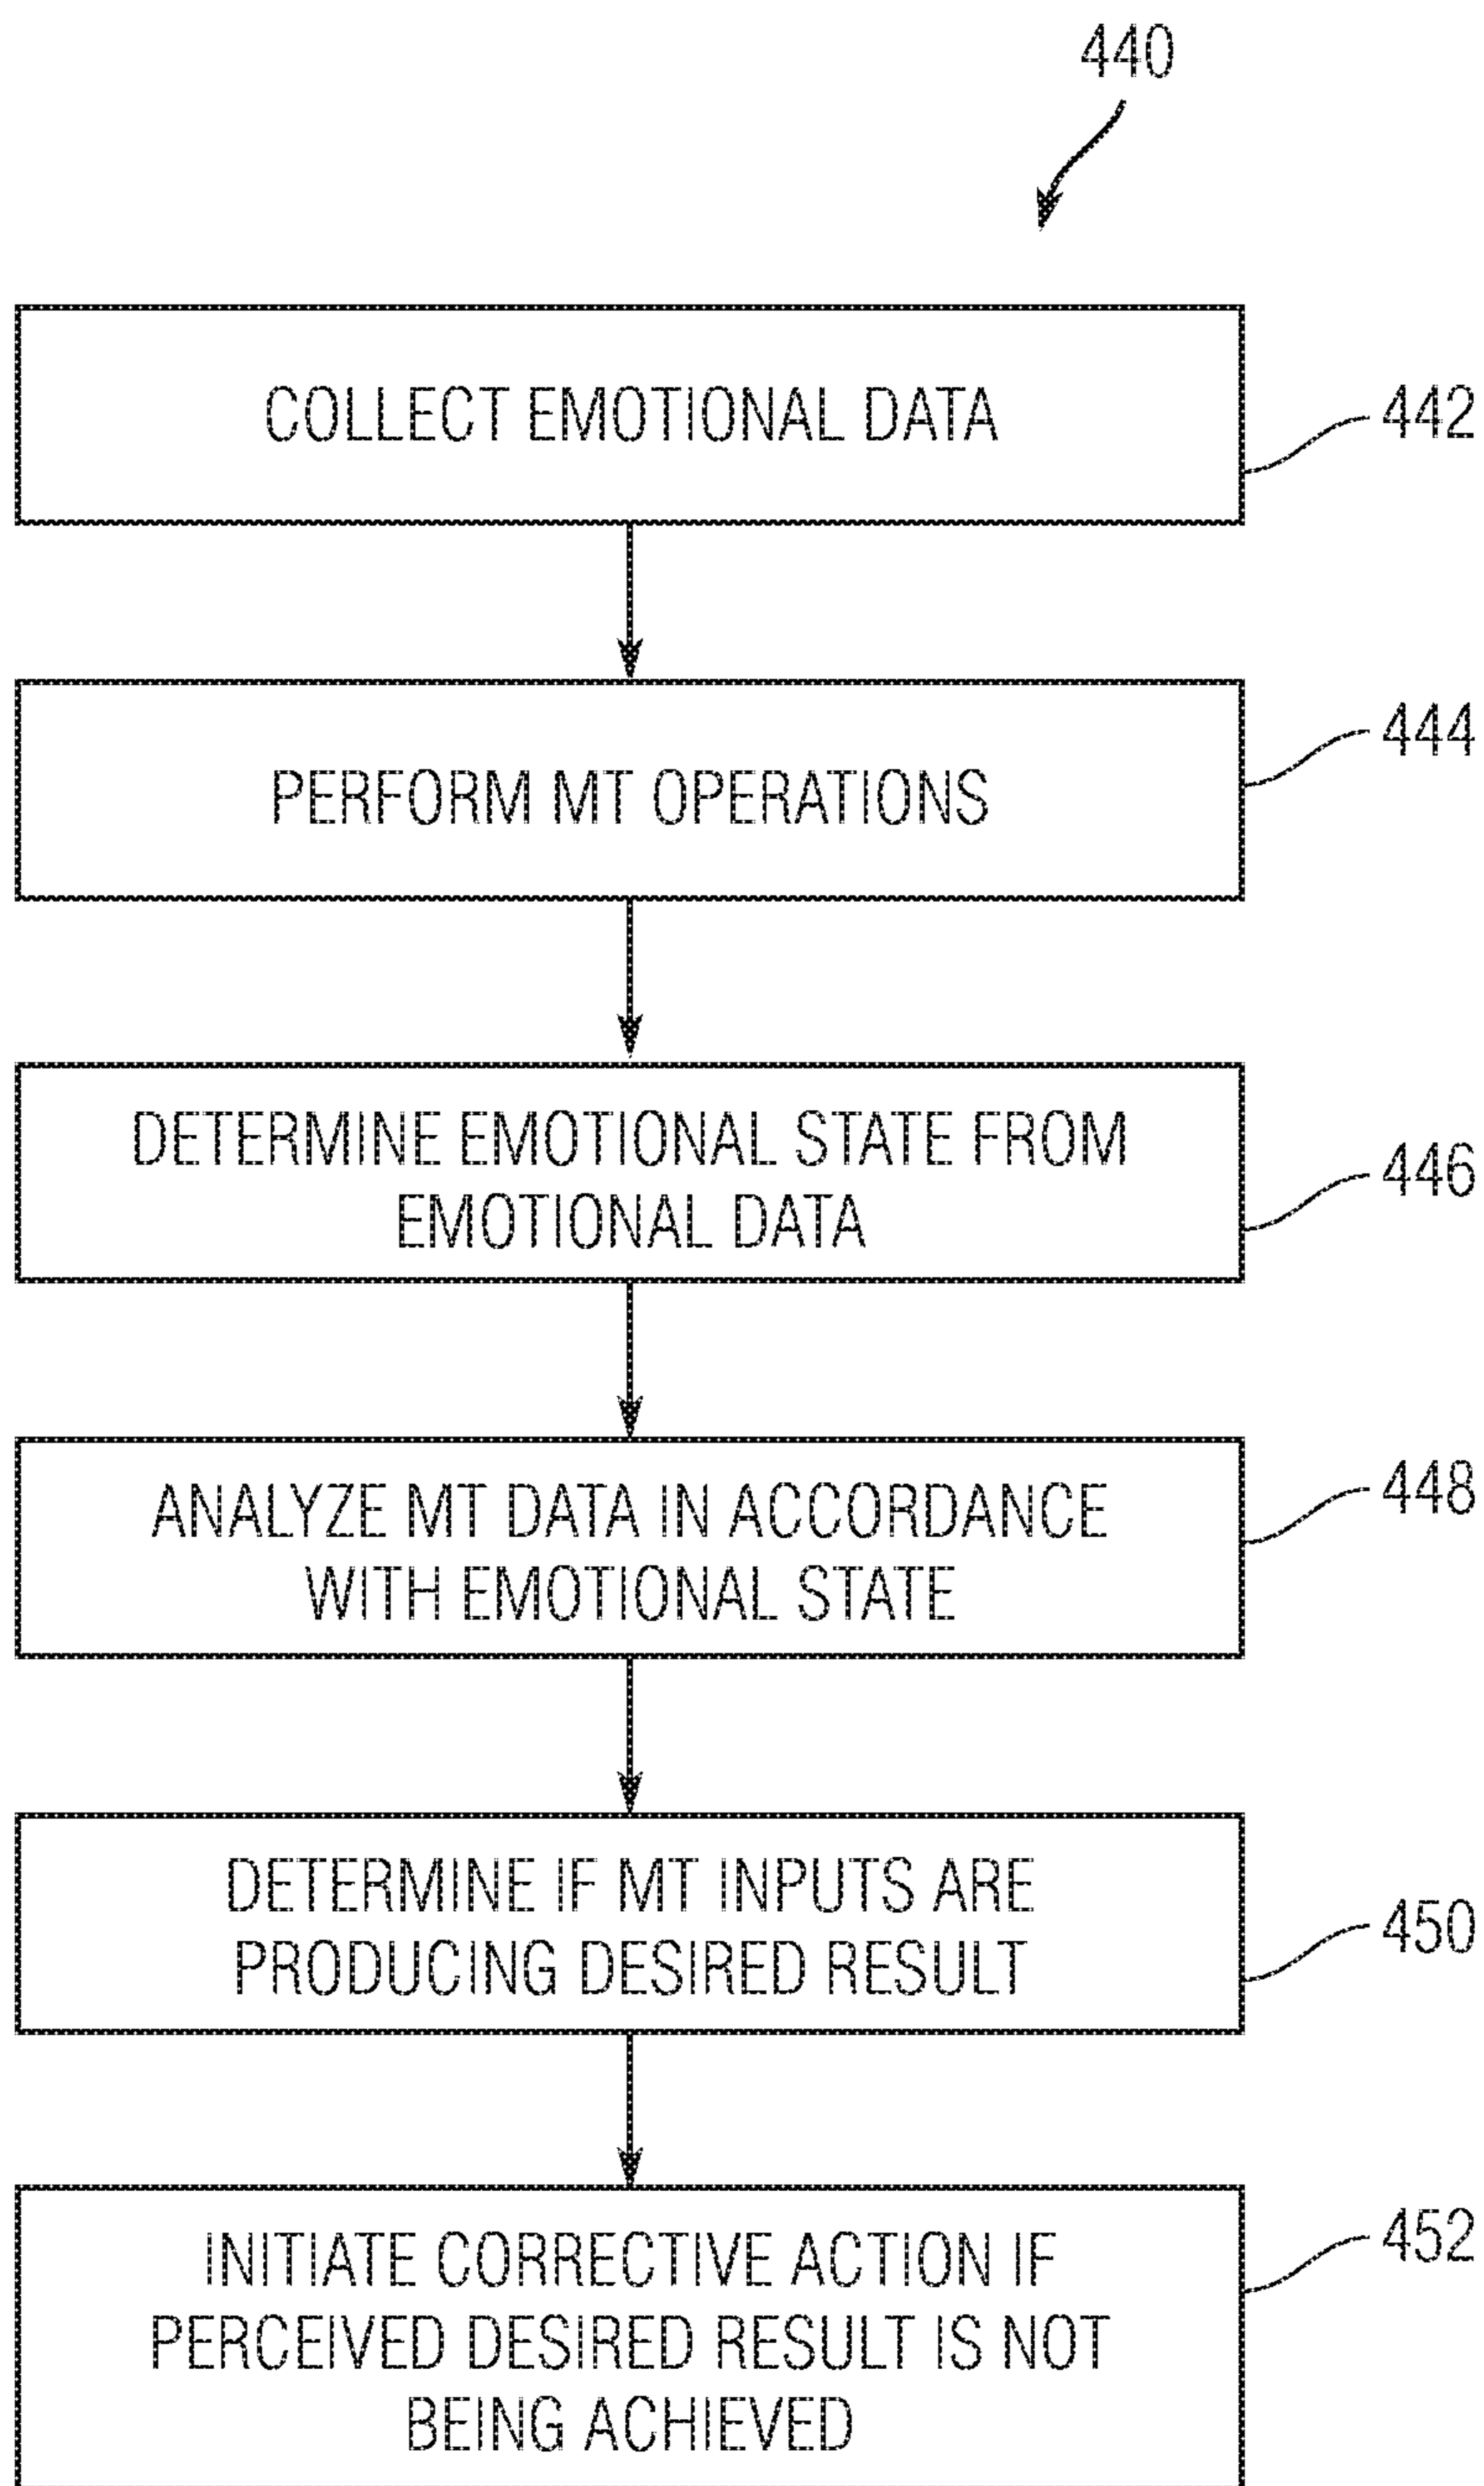 440
COLLECT EMOTIONAL DATA
442
PERFORM MT OPERATIONS
444
DETERMINE EMOTIONAL STATE FROM
EMOTIONAL DATA
446
ANALYZE MT DATA IN ACCORDANCE
WITH EMOTIONAL STATE
448
DETERMINE IF MT INPUTS ARE
PRODUCING DESIRED RESULT
450
INITIATE CORRECTIVE ACTION IF
PERCEIVED DESIRED RESULT IS NOT
BEING ACHIEVED
452